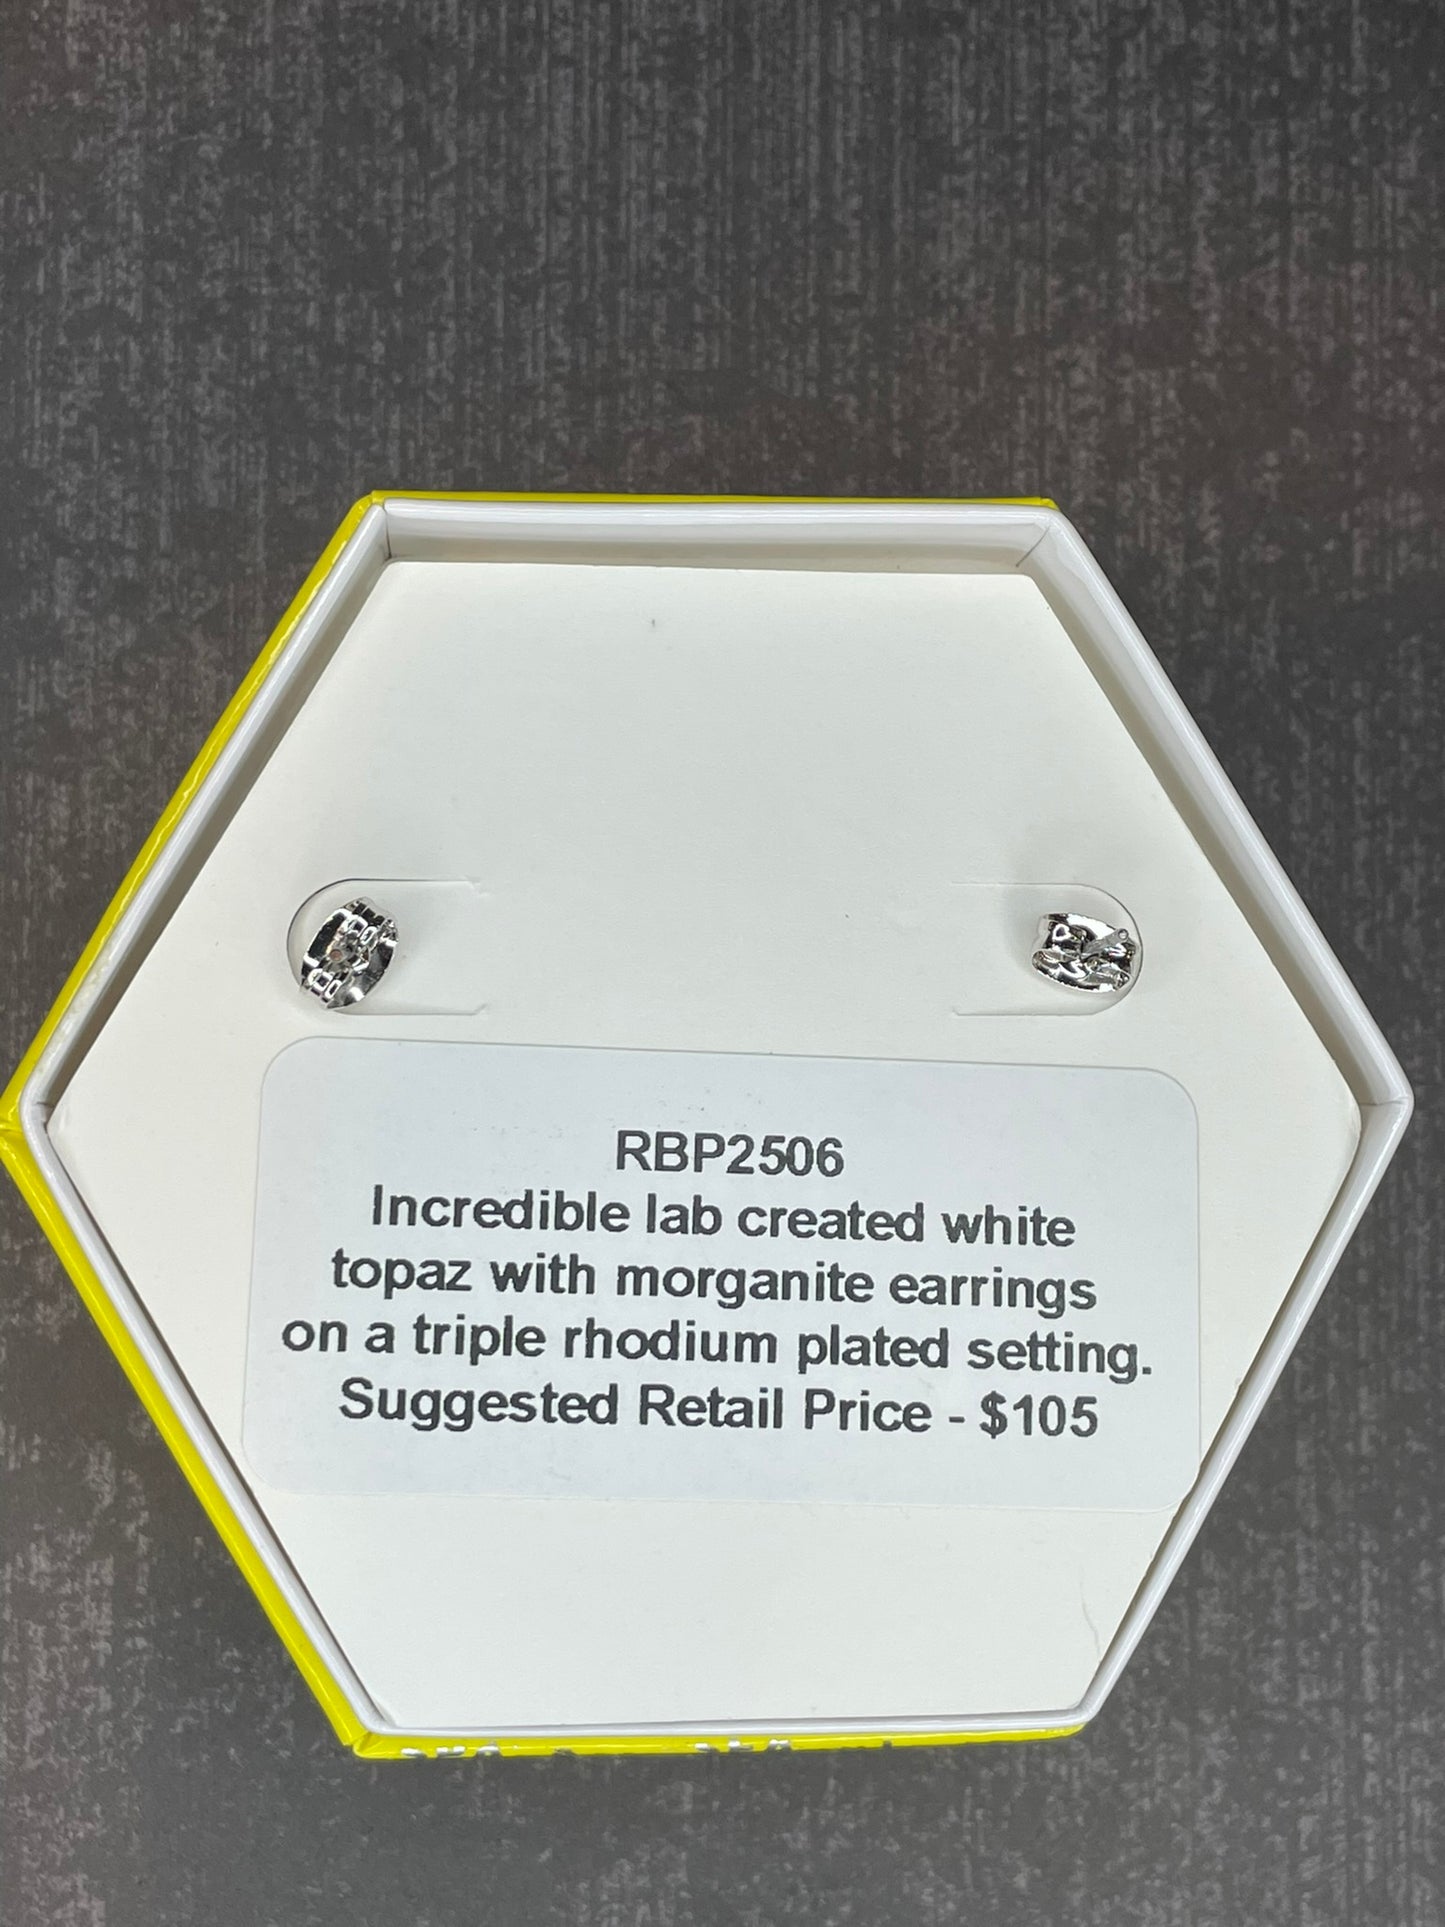 RBP2506
Incredible lab created white
topaz with morganite earrings
on a triple rhodium plated setting.
Suggested Retail Price - $105